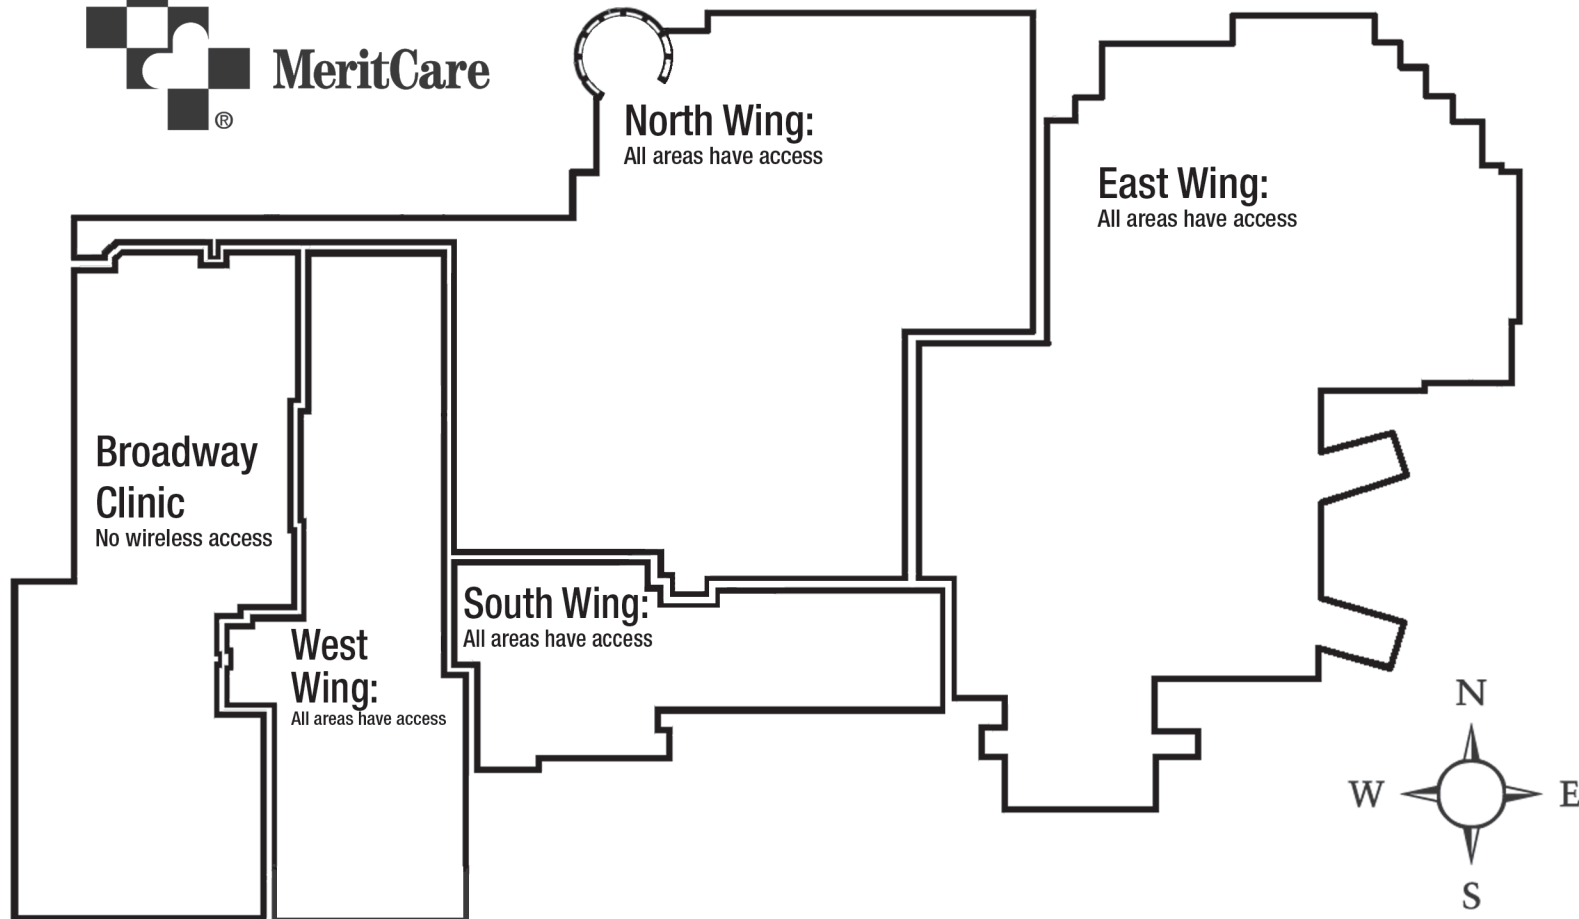 MeritCare
®
North Wing:
All areas have access
East Wing:
All areas have access
Broadway
Clinic
No wireless access
South Wing:
All areas have access
West
Wing:
All areas have access
N
W E
S